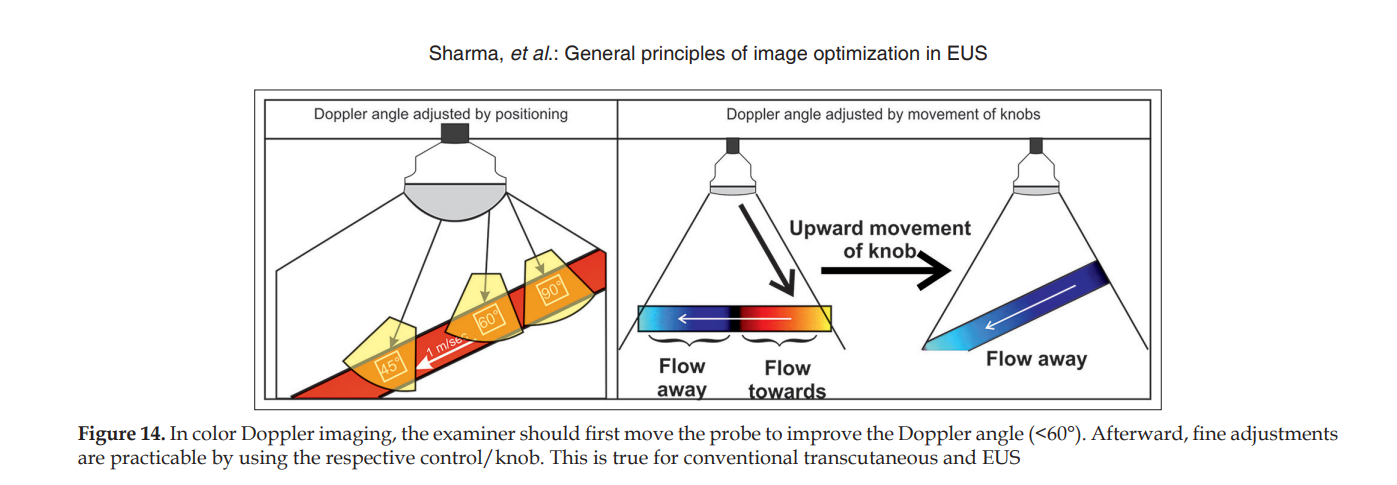 Sharma, et al.: General principles of image optimization in EUS
Doppler angle adjusted by positioning
Doppler angle adjusted by movement of knobs
90°
60°
45°
1 m/sec
Upward movement
of knob
Flow
away
Flow
towards
Flow away
Figure 14. In color Doppler imaging, the examiner should first move the probe to improve the Doppler angle (<60°). Afterward, fine adjustments
are practicable by using the respective control/knob. This is true for conventional transcutaneous and EUS